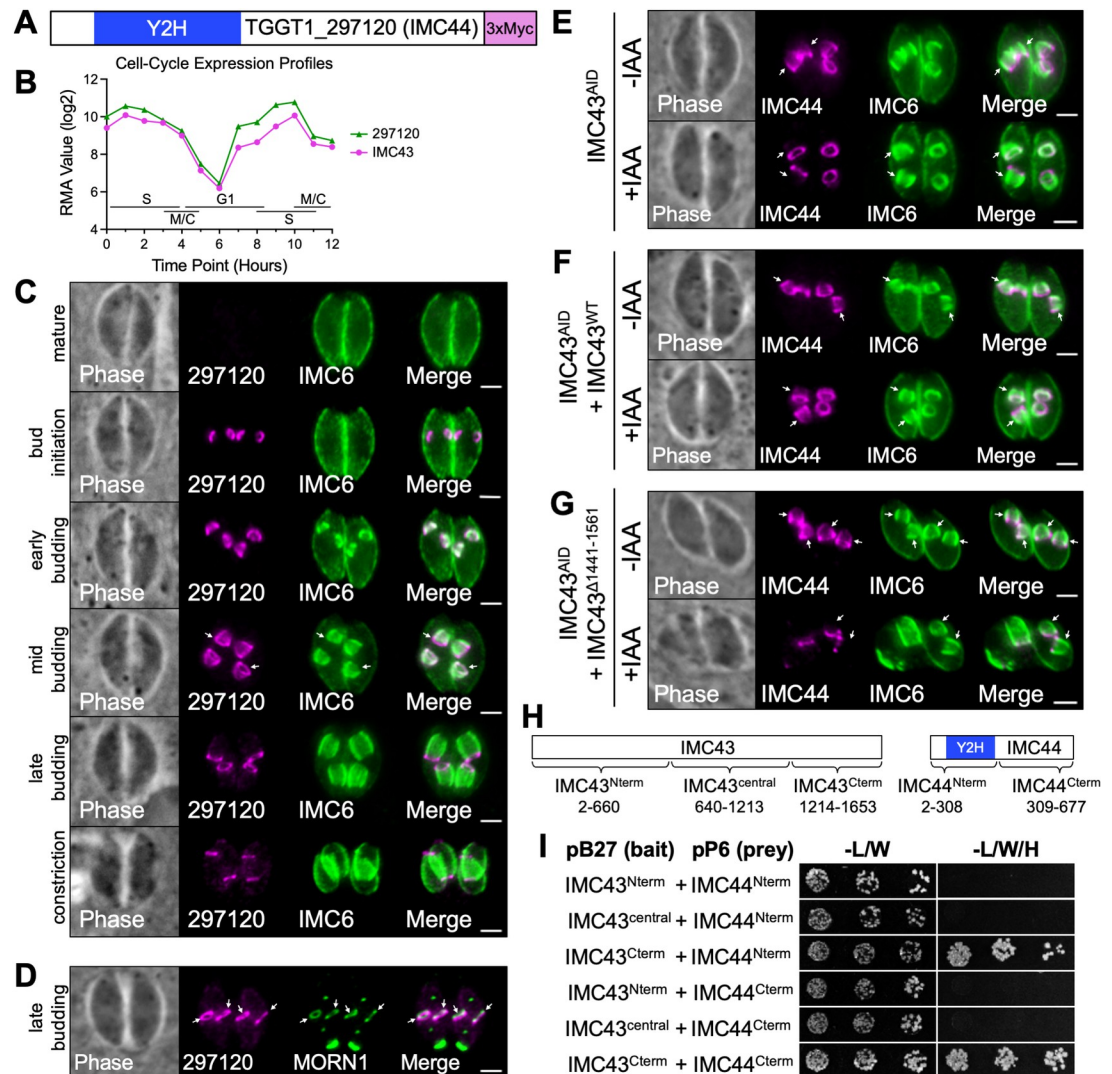 A
Y2H
TGGT1_297120 (IMC44)
3xMyc
B
Cell-Cycle Expression Profiles
RMA Value (log2)
12
10
8
6
4
297120
IMC43
S
G1
M/C
M/C
S
0
2
4
6
8
10
12
Time Point (Hours)
C
mature
Phase
297120
IMC6
Merge
bud
initiation
Phase
297120
IMC6
Merge
early
budding
Phase
297120
IMC6
Merge
mid
budding
Phase
297120
IMC6
Merge
late
budding
Phase
297120
IMC6
Merge
constriction
Phase
297120
IMC6
Merge
D
late
budding
Phase
297120
MORN1
Merge
E
IMC43AID
-IAA
Phase
IMC44
IMC6
Merge
+IAA
Phase
IMC44
IMC6
Merge
F
IMC43AID
+ IMC43WT
-IAA
Phase
IMC44
IMC6
Merge
+IAA
Phase
IMC44
IMC6
Merge
G
IMC43AID
+ IMC43Δ1441-1561
-IAA
Phase
IMC44
IMC6
Merge
+IAA
Phase
IMC44
IMC6
Merge
H
IMC43
Y2H
IMC44
IMC43Nterm
2-660
IMC43central
640-1213
IMC43Cterm
1214-1653
IMC44Nterm
2-308
IMC44Cterm
309-677
I
pB27 (bait)
pP6 (prey)
-L/W
-L/W/H
IMC43Nterm + IMC44Nterm
IMC43central + IMC44Nterm
IMC43Cterm + IMC44Nterm
IMC43Nterm + IMC44Cterm
IMC43central + IMC44Cterm
IMC43Cterm + IMC44Cterm